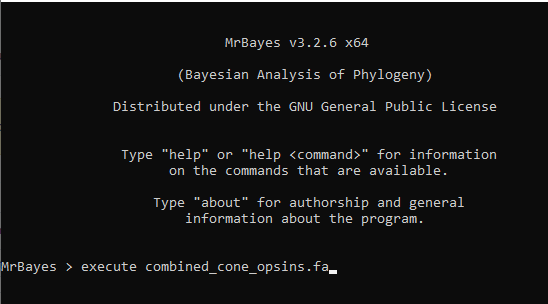 MrBayes v3.2.6 x64
(Bayesian Analysis of Phylogeny)
Distributed under the GNU General Public License
Type "help" or "help <command>" for information
on the commands that are available.
Type "about" for authorship and general
information about the program.
MrBayes > execute combined_cone_opsins.fa